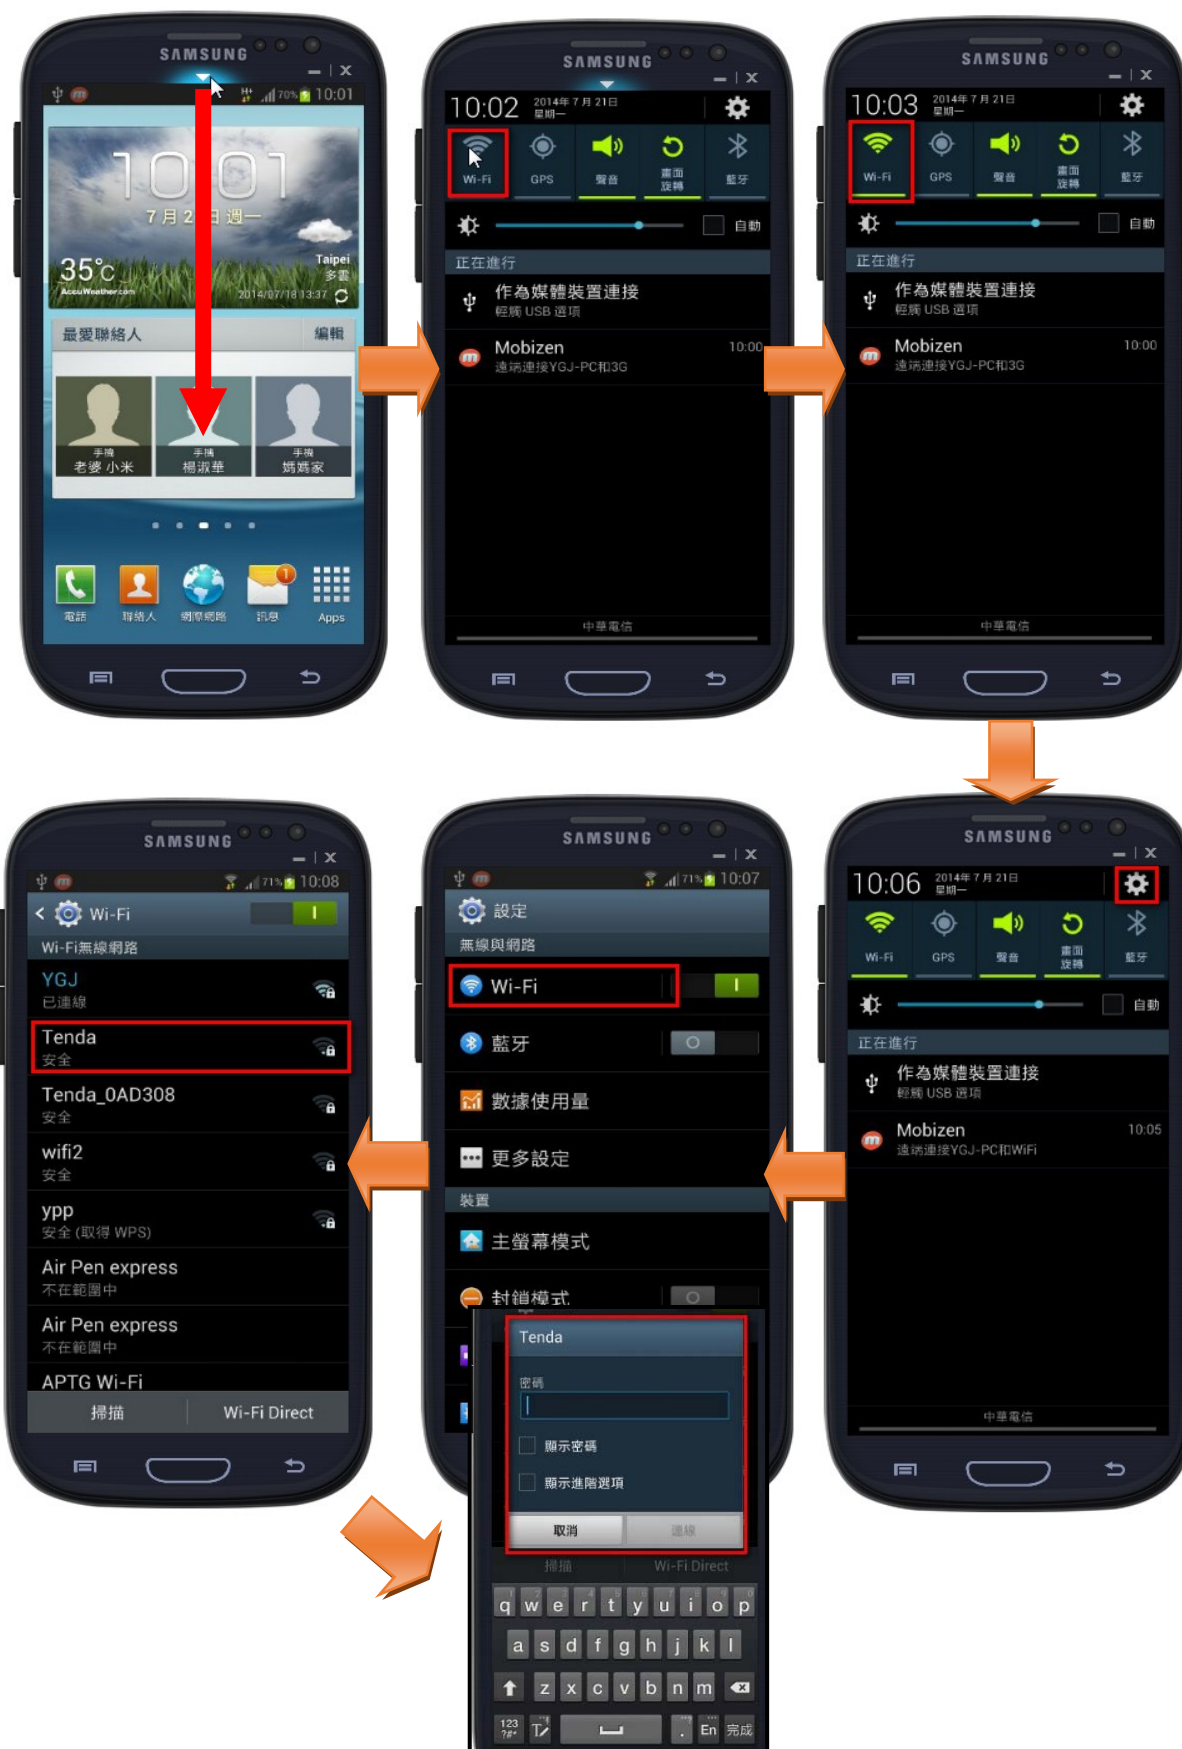 SAMSUNG
H+
70%
10:01
10:01
7月21日 週一
35°c
AccuWeather.com
Taipei
多雲
2014/07/18 13:37
最愛聯絡人
編輯
手機
老婆 小米
手機
楊淑華
手機
媽媽家
電話
聯絡人
網際網路
訊息
1
Apps
SAMSUNG
10:02
2014年 7 月 21日
星期一
Wi-Fi
GPS
聲音
畫面
旋轉
藍牙
自動
正在進行
作為媒體裝置連接
輕觸 USB 選項
Mobizen
10:00
遠端連接YGJ-PC和3G
中華電信
SAMSUNG
10:03
2014年 7 月 21日
星期一
Wi-Fi
GPS
聲音
畫面
旋轉
藍牙
自動
正在進行
作為媒體裝置連接
輕觸 USB 選項
Mobizen
10:00
遠端連接YGJ-PC和3G
中華電信
SAMSUNG
10:06
2014年 7 月 21日
星期一
Wi-Fi
GPS
聲音
畫面
旋轉
藍牙
自動
正在進行
作為媒體裝置連接
輕觸 USB 選項
Mobizen
10:05
遠端連接YGJ-PC和WiFi
中華電信
SAMSUNG
71%
10:07
設定
無線與網路
Wi-Fi
藍牙
數據使用量
更多設定
裝置
主螢幕模式
封鎖模式
SAMSUNG
71%
10:08
Wi-Fi
Wi-Fi無線網路
YGJ
已連線
Tenda
安全
Tenda_0AD308
安全
wifi2
安全
ypp
安全 (取得 WPS)
Air Pen express
不在範圍中
Air Pen express
不在範圍中
APTG Wi-Fi
掃描
Wi-Fi Direct
Tenda
密碼
顯示密碼
顯示進階選項
取消
連線
掃描
Wi-Fi Direct
q w e r t y u i o p
a s d f g h j k l
z x c v b n m
123
?#*
T
.
En
完成